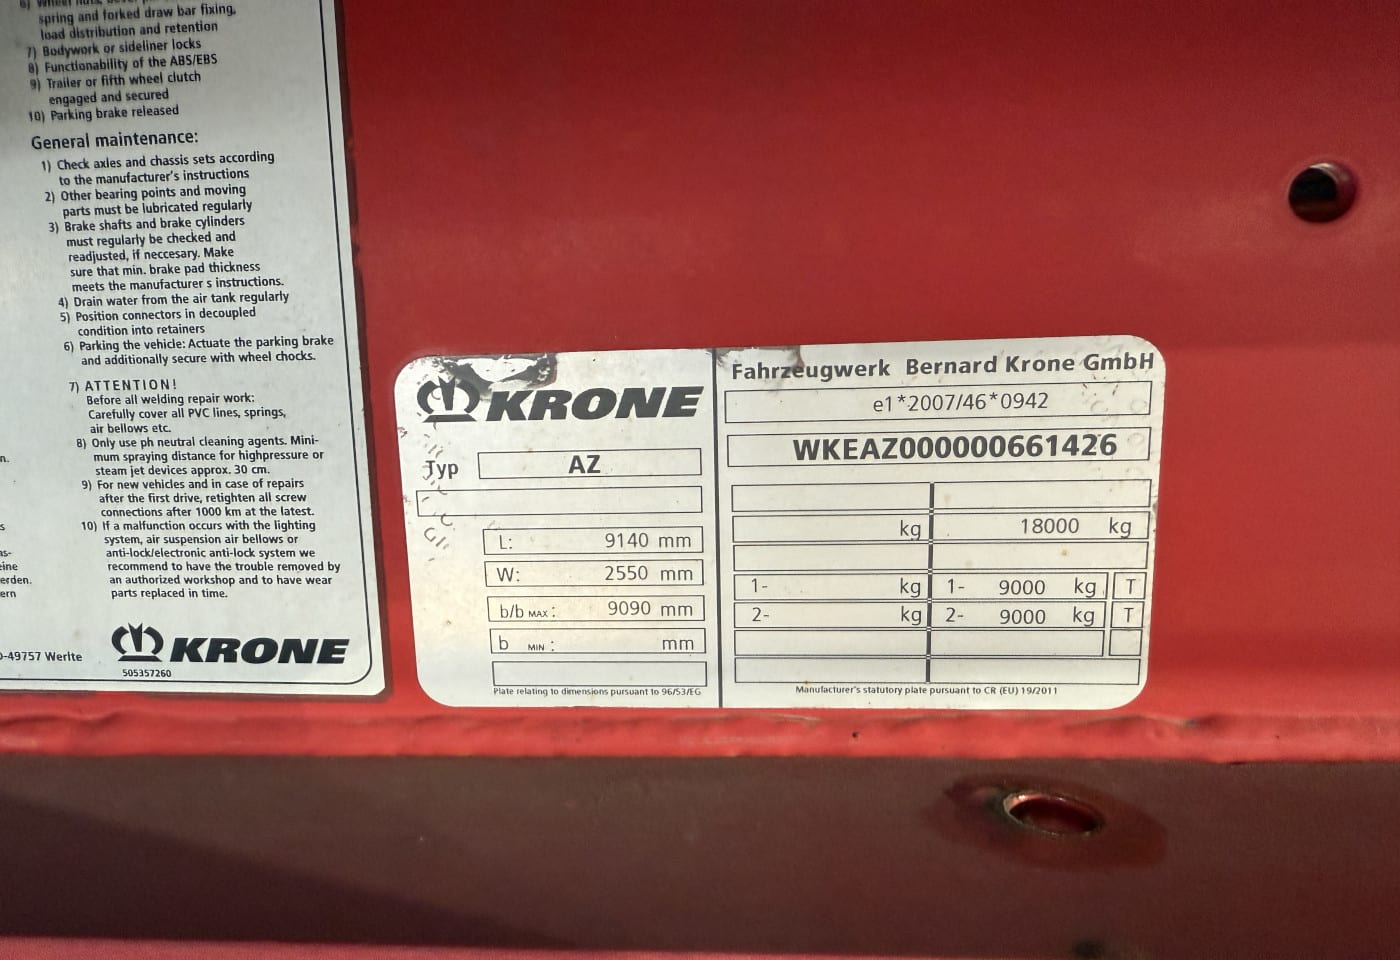 6) Wheel nuts,
spring and forked draw bar fixing,
load distribution and retention
7) Bodywork or sideliner locks
8) Functionability of the ABS/EBS
9) Trailer or fifth wheel clutch
engaged and secured
10) Parking brake released
General maintenance:
1) Check axles and chassis sets according
to the manufacturer's instructions
2) Other bearing points and moving
parts must be lubricated regularly
3) Brake shafts and brake cylinders
must regularly be checked and
readjusted, if neccesary. Make
sure that min. brake pad thickness
meets the manufacturer s instructions.
4) Drain water from the air tank regularly
5) Position connectors in decoupled
condition into retainers
6) Parking the vehicle: Actuate the parking brake
and additionally secure with wheel chocks.
7) ATTENTION!
Before all welding repair work:
Carefully cover all PVC lines, springs,
air bellows etc.
8) Only use ph neutral cleaning agents. Mini-
mum spraying distance for highpressure or
steam jet devices approx. 30 cm.
9) For new vehicles and in case of repairs
after the first drive, retighten all screw
connections after 1000 km at the latest.
10) If a malfunction occurs with the lighting
system, air suspension air bellows or
anti-lock/electronic anti-lock system we
recommend to have the trouble removed by
an authorized workshop and to have wear
parts replaced in time.
D-49757 Werlte
KRONE
505357260
KRONE
Typ AZ
L: 9140 mm
W: 2550 mm
b/b MAX: 9090 mm
b MIN: mm
Plate relating to dimensions pursuant to 96/53/EG
Fahrzeugwerk Bernard Krone GmbH
e1*2007/46*0942
WKEAZ000000661426
kg 18000 kg
1- kg 1- 9000 kg T
2- kg 2- 9000 kg T
Manufacturer's statutory plate pursuant to CR (EU) 19/2011